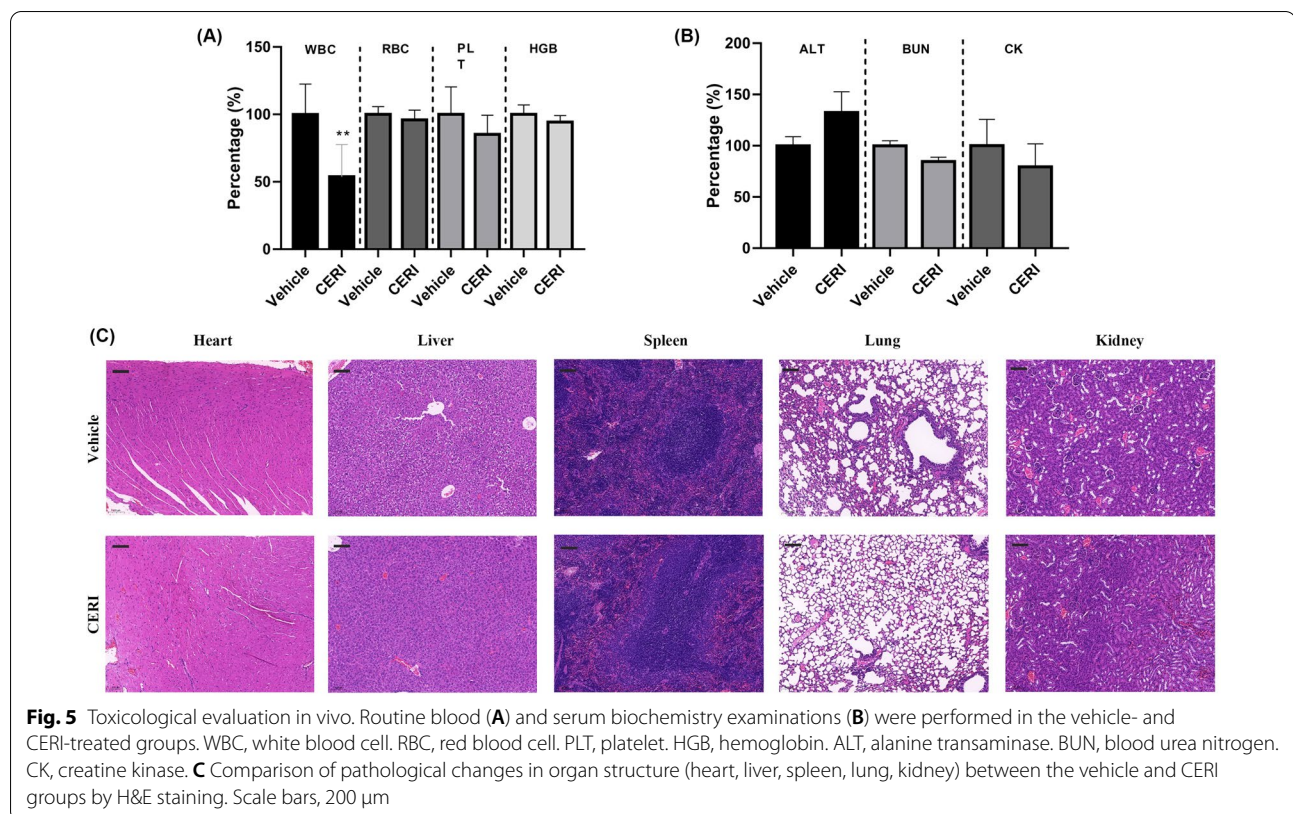 (A)
150
100
50
0
Percentage (%)
WBC
RBC
PL
T
HGB
**
Vehicle
CERI
Vehicle
CERI
Vehicle
CERI
Vehicle
CERI
(B)
200
150
100
50
0
Percentage (%)
ALT
BUN
CK
Vehicle
CERI
Vehicle
CERI
Vehicle
CERI
(C)
Heart Liver Spleen Lung Kidney
Vehicle
CERI
Fig. 5 Toxicological evaluation in vivo. Routine blood (A) and serum biochemistry examinations (B) were performed in the vehicle- and
CERI-treated groups. WBC, white blood cell. RBC, red blood cell. PLT, platelet. HGB, hemoglobin. ALT, alanine transaminase. BUN, blood urea nitrogen.
CK, creatine kinase. C Comparison of pathological changes in organ structure (heart, liver, spleen, lung, kidney) between the vehicle and CERI
groups by H&E staining. Scale bars, 200 μm